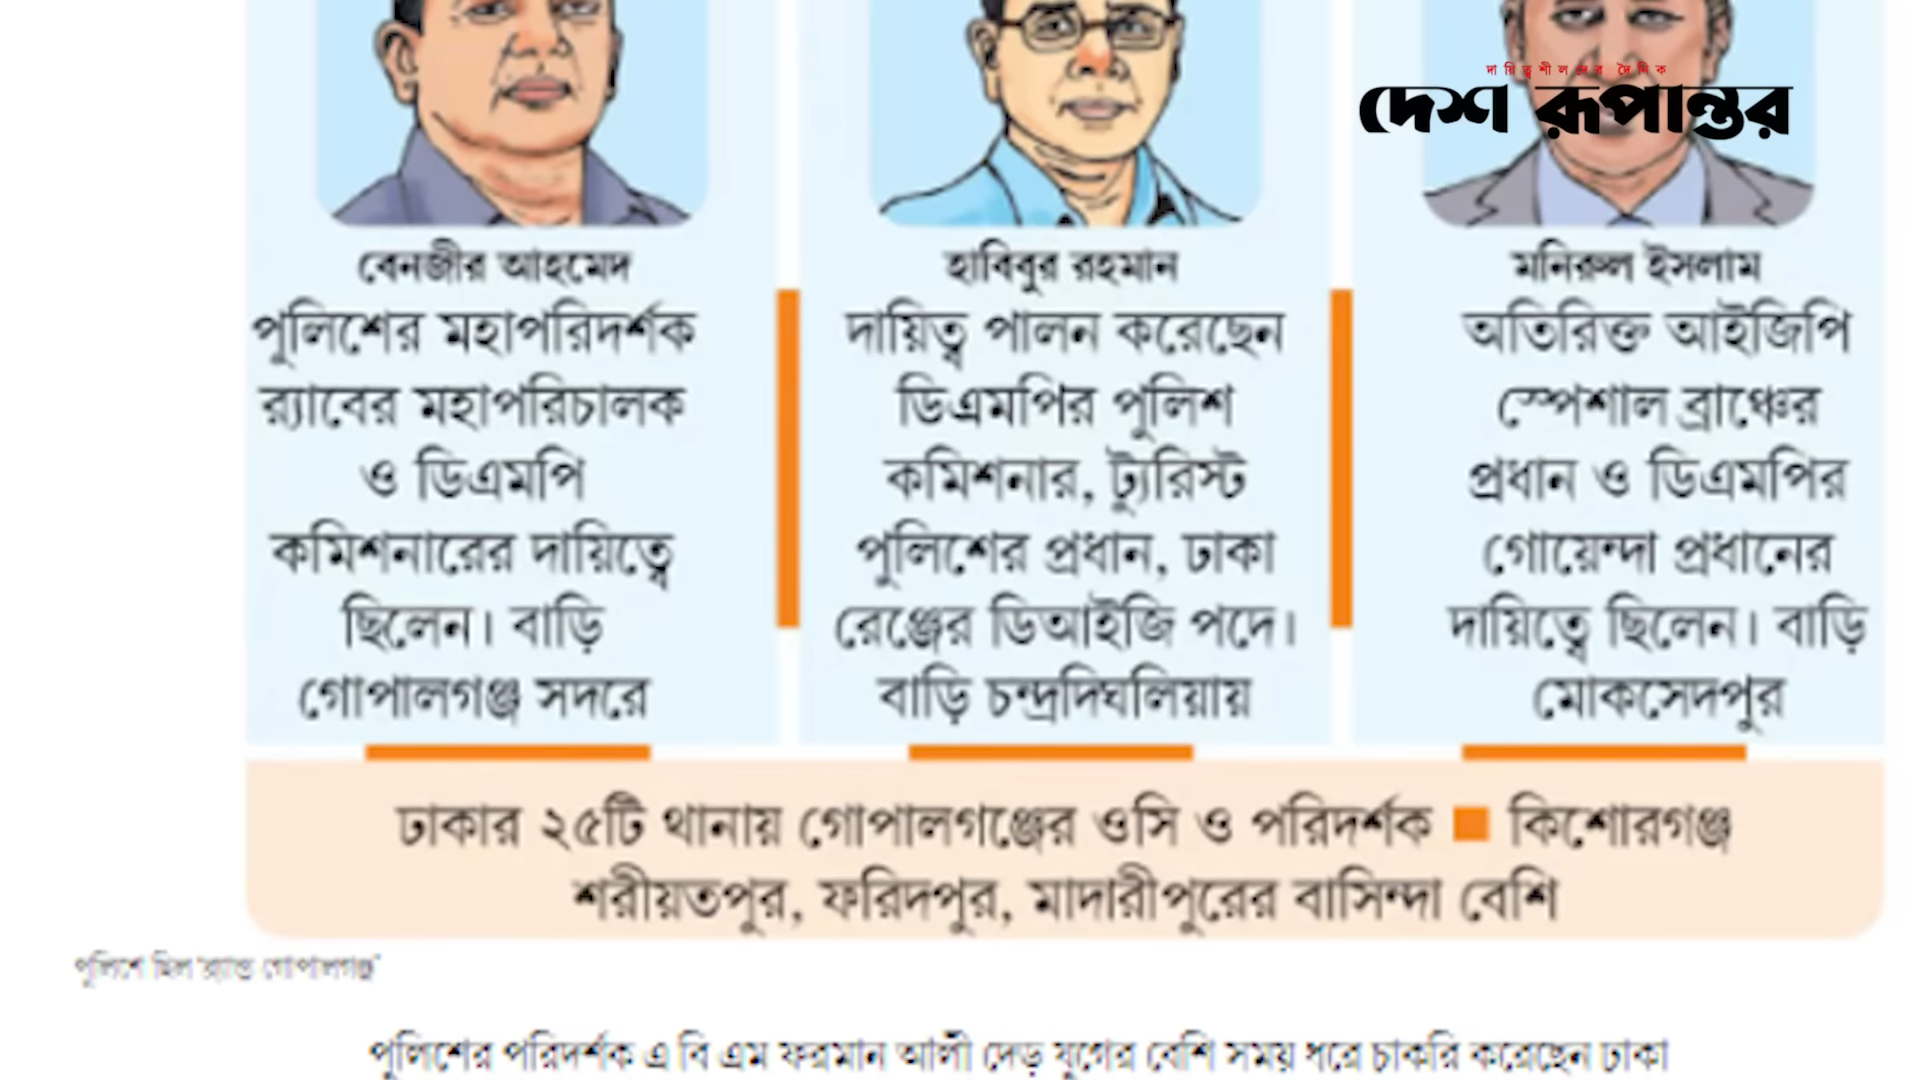 দায়িত্বশীলদের দৈনিক
দেশ রূপান্তর
বেনজীর আহমেদ
পুলিশের মহাপরিদর্শক
র‍্যাবের মহাপরিচালক
ও ডিএমপি
কমিশনারের দায়িত্বে
ছিলেন। বাড়ি
গোপালগঞ্জ সদরে
হাবিবুর রহমান
দায়িত্ব পালন করেছেন
ডিএমপির পুলিশ
কমিশনার, ট্যুরিস্ট
পুলিশের প্রধান, ঢাকা
রেঞ্জের ডিআইজি পদে।
বাড়ি চন্দ্রদিঘলিয়ায়
মনিরুল ইসলাম
অতিরিক্ত আইজিপি
স্পেশাল ব্রাঞ্চের
প্রধান ও ডিএমপির
গোয়েন্দা প্রধানের
দায়িত্বে ছিলেন। বাড়ি
মোকসেদপুর
ঢাকার ২৫টি থানায় গোপালগঞ্জের ওসি ও পরিদর্শক ■ কিশোরগঞ্জ
শরীয়তপুর, ফরিদপুর, মাদারীপুরের বাসিন্দা বেশি
পুলিশে ছিল 'র‍্যান্ড গোপালগঞ্জ'
পুলিশের পরিদর্শক এ বি এম ফরমান আলী দেড় যুগের বেশি সময় ধরে চাকরি করেছেন ঢাকা